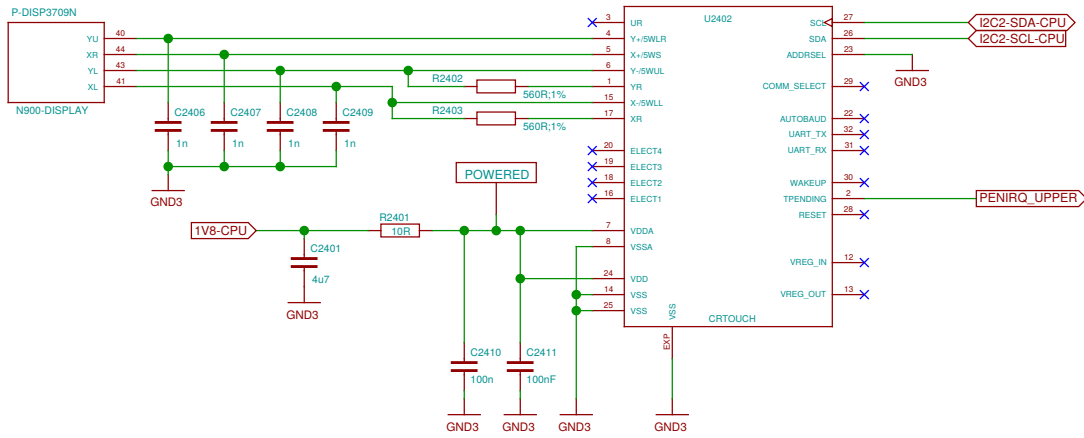 P-DISP3709N
YU 40
XR 44
YL 43
XL 41
N900-DISPLAY
C2406
1n
C2407
1n
C2408
1n
C2409
1n
GND3
R2402
560R;1%
R2403
560R;1%
POWERED
1V8-CPU
R2401
10R
C2401
4u7
GND3
C2410
100n
C2411
100nF
GND3
GND3
GND3
GND3
U2402
3 UR
4 Y+/5WLR
5 X+/5WS
6 Y-/5WUL
1 YR
15 X-/5WLL
17 XR
20 ELECT4
19 ELECT3
18 ELECT2
16 ELECT1
7 VDDA
8 VSSA
24 VDD
14 VSS
25 VSS
VSS
EXP
CRTOUCH
SCL 27
SDA 26
ADDRSEL 23
COMM_SELECT 29
AUTOBAUD 22
UART_TX 32
UART_RX 31
WAKEUP 30
TPENDING 2
RESET 28
VREG_IN 12
VREG_OUT 13
I2C2-SDA-CPU
I2C2-SCL-CPU
GND3
PENIRQ_UPPER